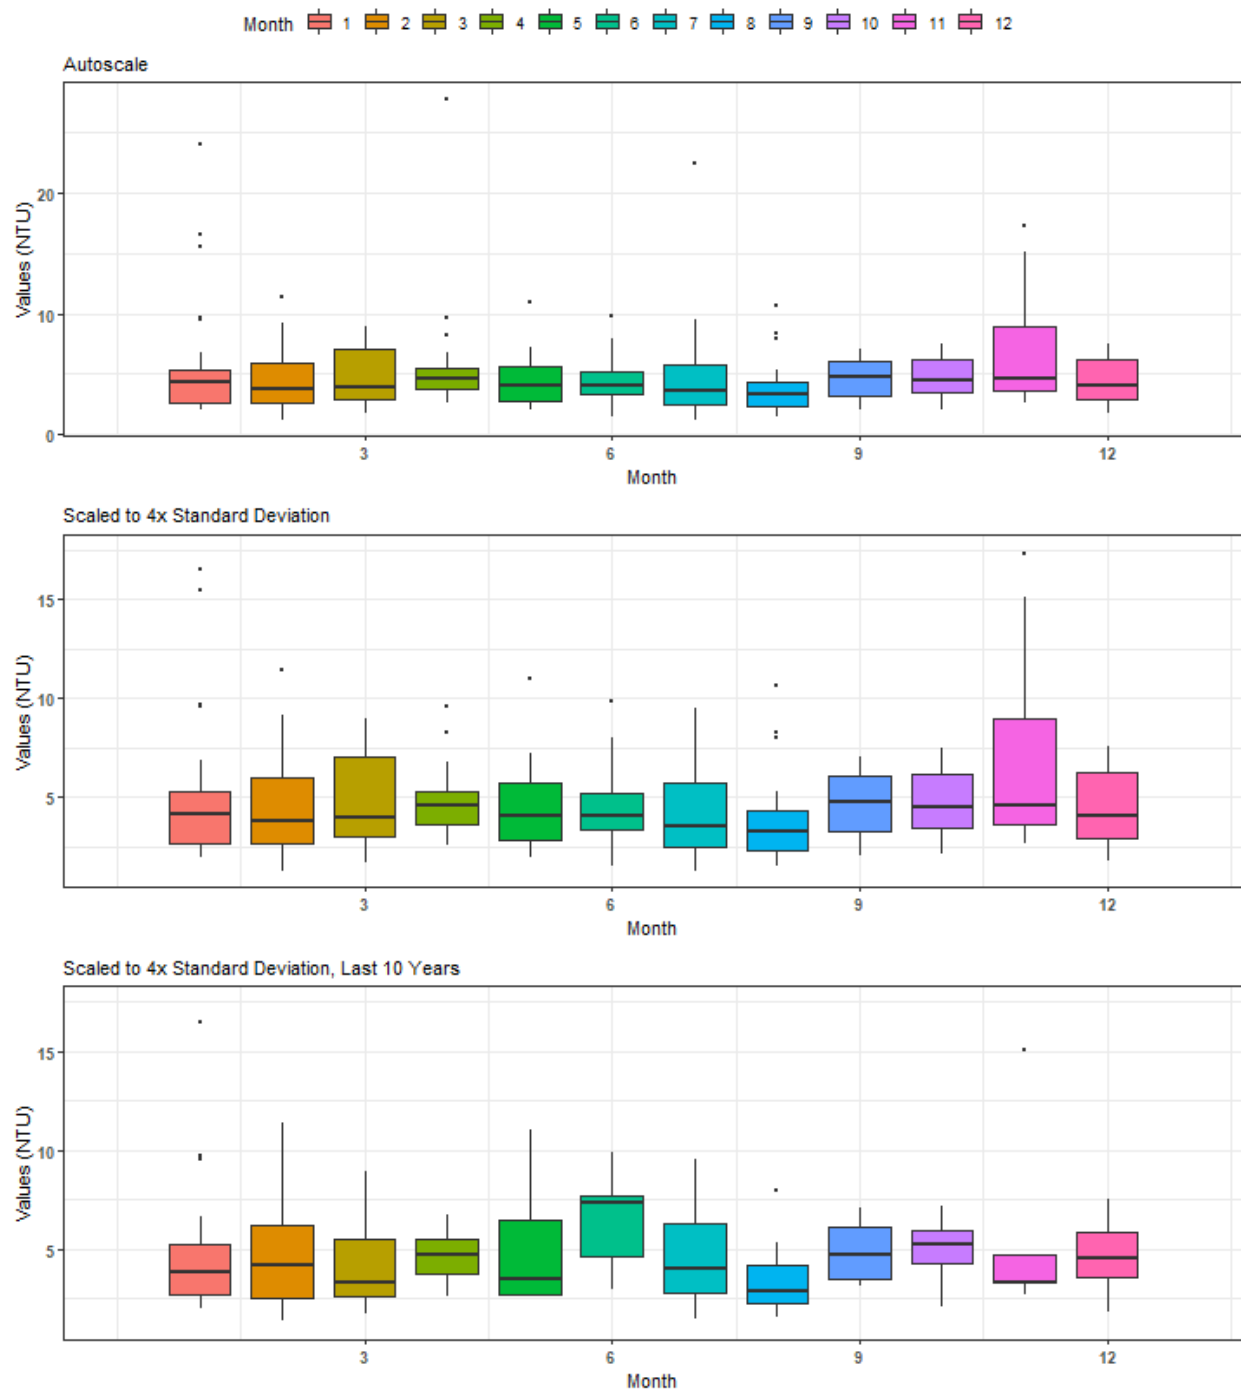 Month 1 2 3 4 5 6 7 8 9 10 11 12
Autoscale
Values (NTU)
20
10
0
3 6 9 12
Month
Scaled to 4x Standard Deviation
Values (NTU)
15
10
5
3 6 9 12
Month
Scaled to 4x Standard Deviation, Last 10 Years
Values (NTU)
15
10
5
3 6 9 12
Month